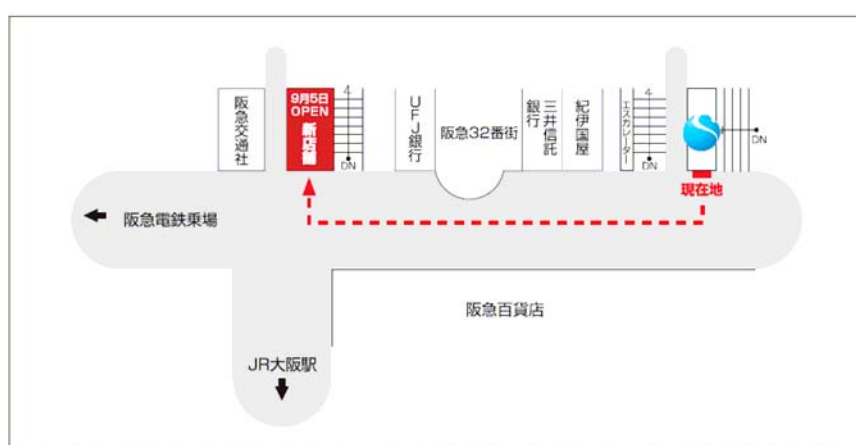 阪急交通社
9月5日
OPEN
新店舗
4
DN
UFJ銀行
阪急32番街
三井信託
銀行
紀伊国屋
エスカレーター
4
DN
DN
現在地
阪急電鉄乗場
阪急百貨店
JR大阪駅